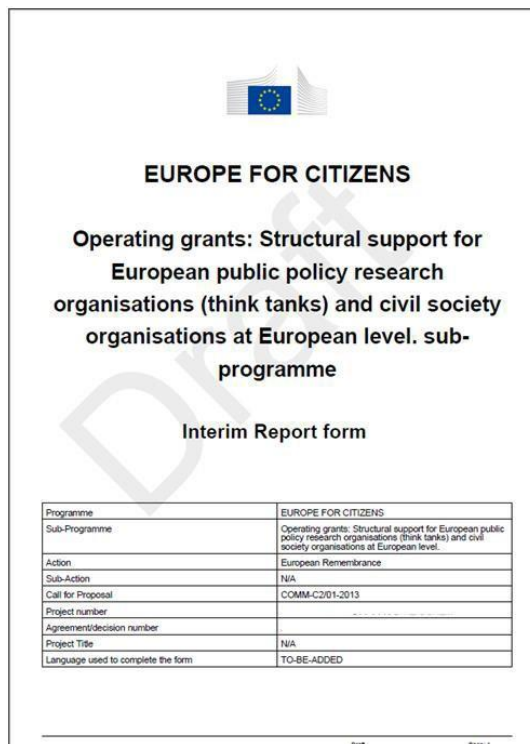 EUROPE FOR CITIZENS
Operating grants: Structural support for
European public policy research
organisations (think tanks) and civil society
organisations at European level. sub-
programme
Draft
Interim Report form
Programme EUROPE FOR CITIZENS
Sub-Programme Operating grants: Structural support for European public
policy research organisations (think tanks) and civil
society organisations at European level.
Action European Remembrance
Sub-Action N/A
Call for Proposal COMM-C2/01-2013
Project number
Agreement/decision number
Project Title N/A
Language used to complete the form TO-BE-ADDED